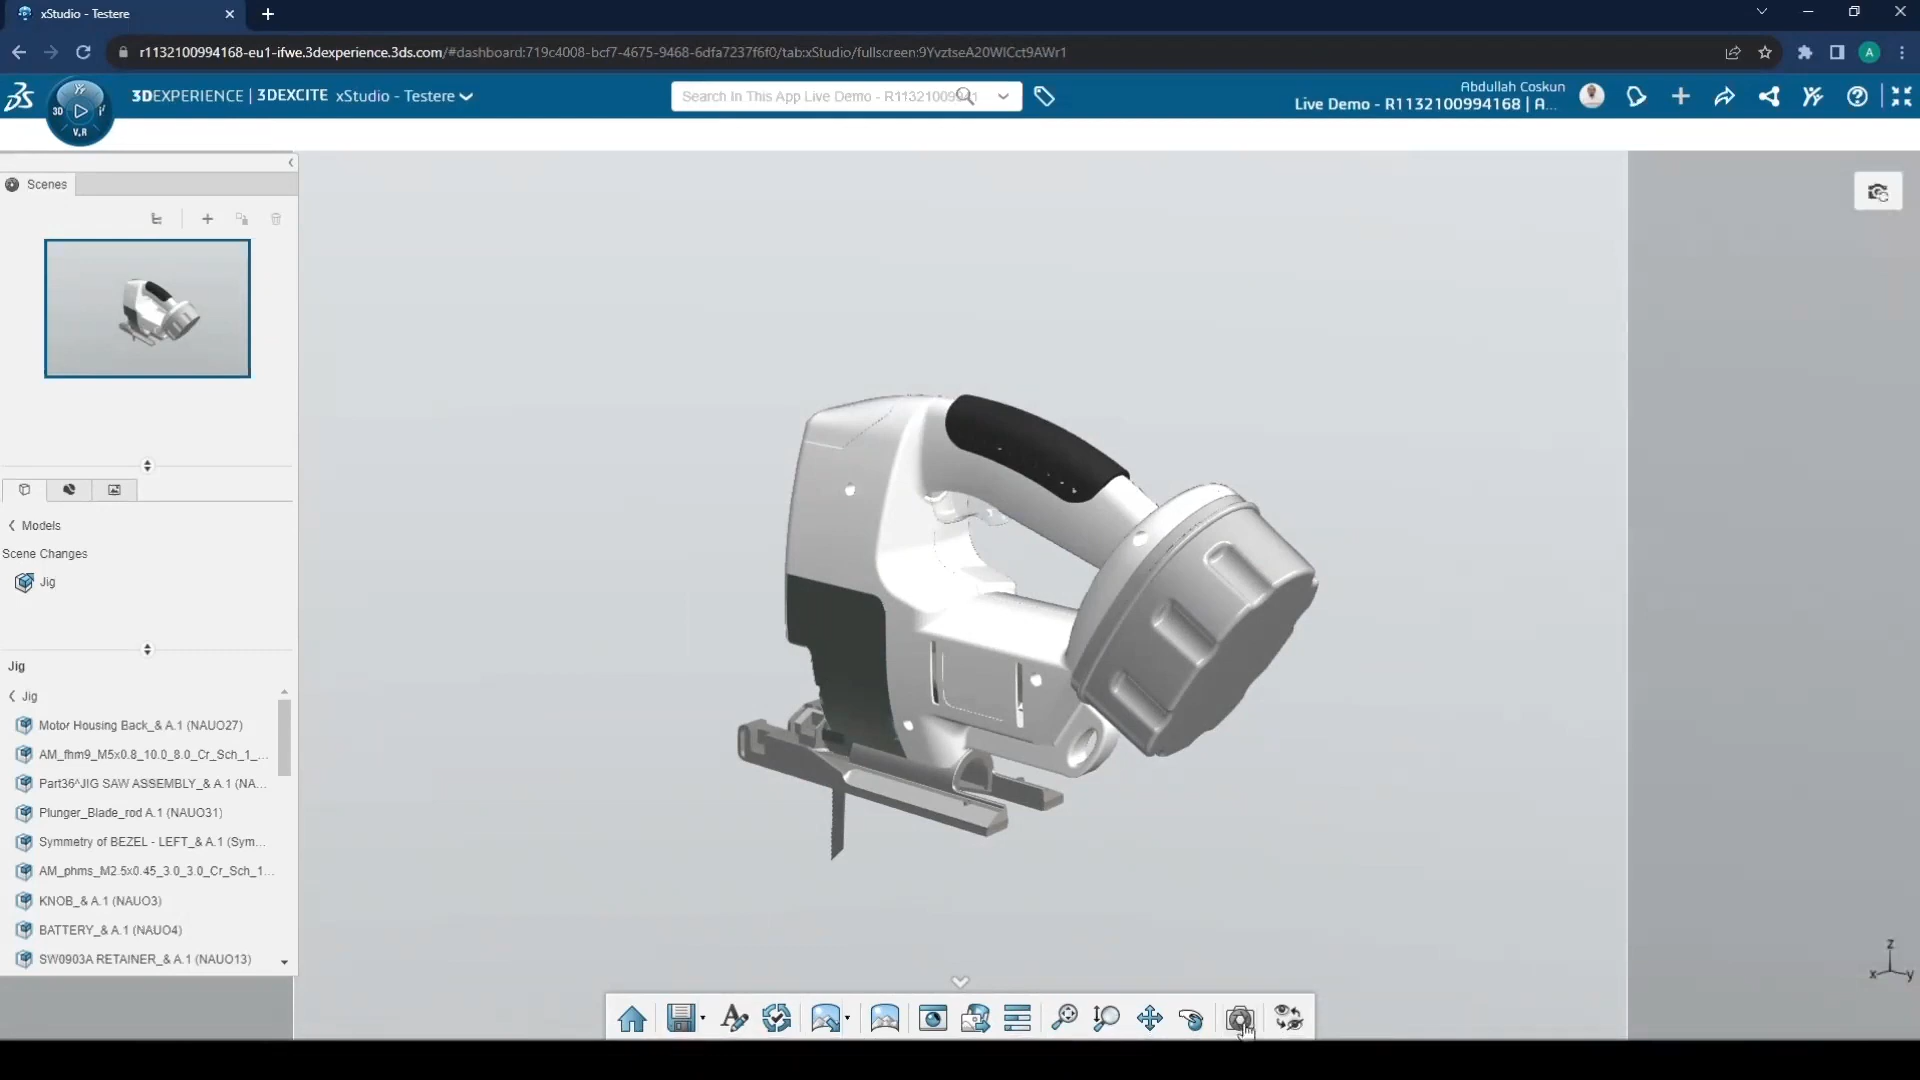 xStudio - Testere
r1132100994168-eu1-ifwe.3dexperience.3ds.com/#dashboard:719c4008-bcf7-4675-9468-6dfa7237f6f0/tab:xStudio/fullscreen:9YvztseA20WlCct9AWr1
A
3DEXPERIENCE | 3DEXCITE xStudio - Testere
Search In This App Live Demo - R1132100994
Abdullah Coskun
Live Demo - R1132100994168 | A...
3D
V.R
Scenes
Models
Scene Changes
Jig
Jig
Jig
Motor Housing Back_& A.1 (NAUO27)
AM_fhm9_M5x0.8_10.0_8.0_Cr_Sch_1_...
Part36^JIG SAW ASSEMBLY_& A.1 (NA...
Plunger_Blade_rod A.1 (NAUO31)
Symmetry of BEZEL - LEFT_& A.1 (Sym...
AM_phms_M2.5x0.45_3.0_3.0_Cr_Sch_1...
KNOB_& A.1 (NAUO3)
BATTERY_& A.1 (NAUO4)
SW0903A RETAINER_& A.1 (NAUO13)
z
x
y